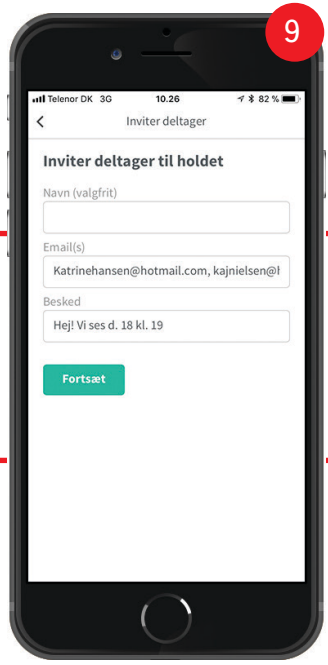 9
Telenor DK 3G 10.26 82 %
Inviter deltager
Inviter deltager til holdet
Navn (valgfrit)
Email(s)
Katrinehansen@hotmail.com, kajnielsen@h
Besked
Hej! Vi ses d. 18 kl. 19
Fortsæt